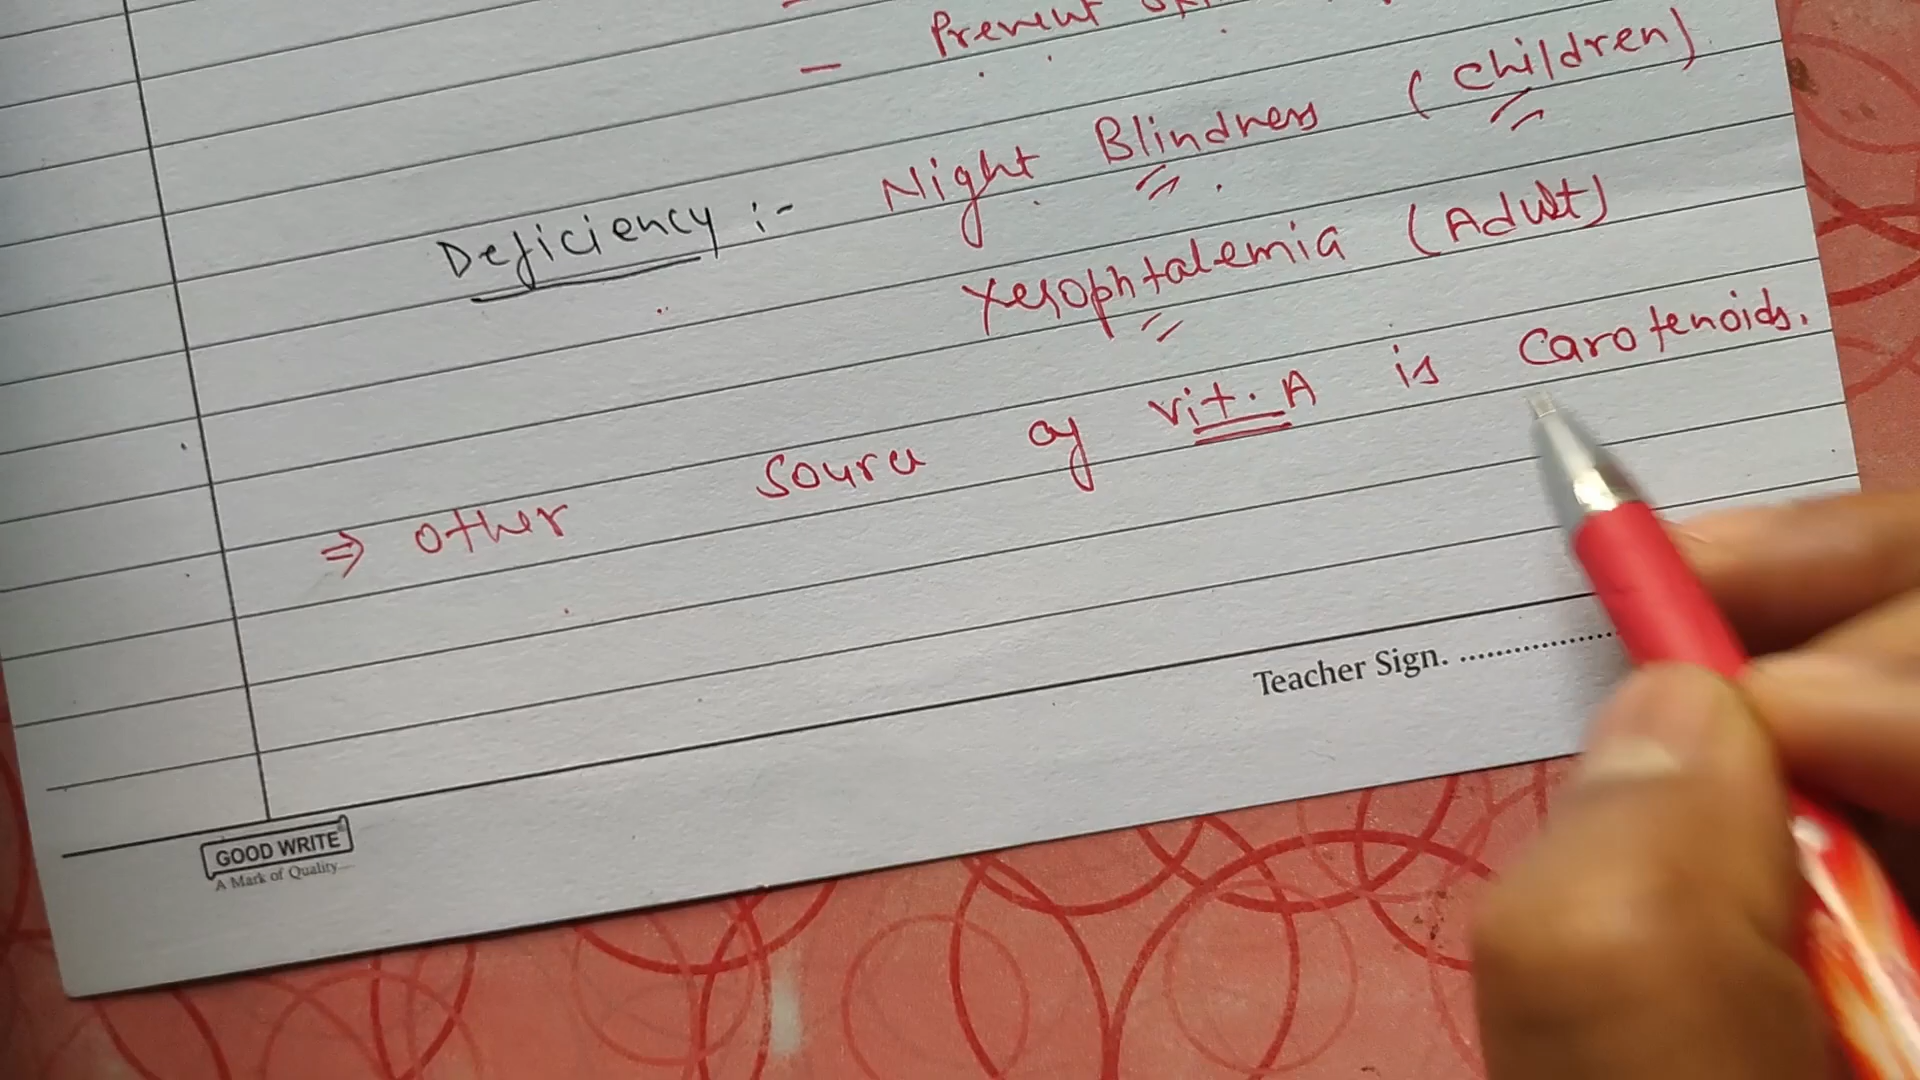 — Prevent
Deficiency :- Night Blindness (Children)
Xerophtalemia (Adult)
⇒ Other Source of vit. A is Carotenoids.
Teacher Sign. ....................
GOOD WRITE
A Mark of Quality.....